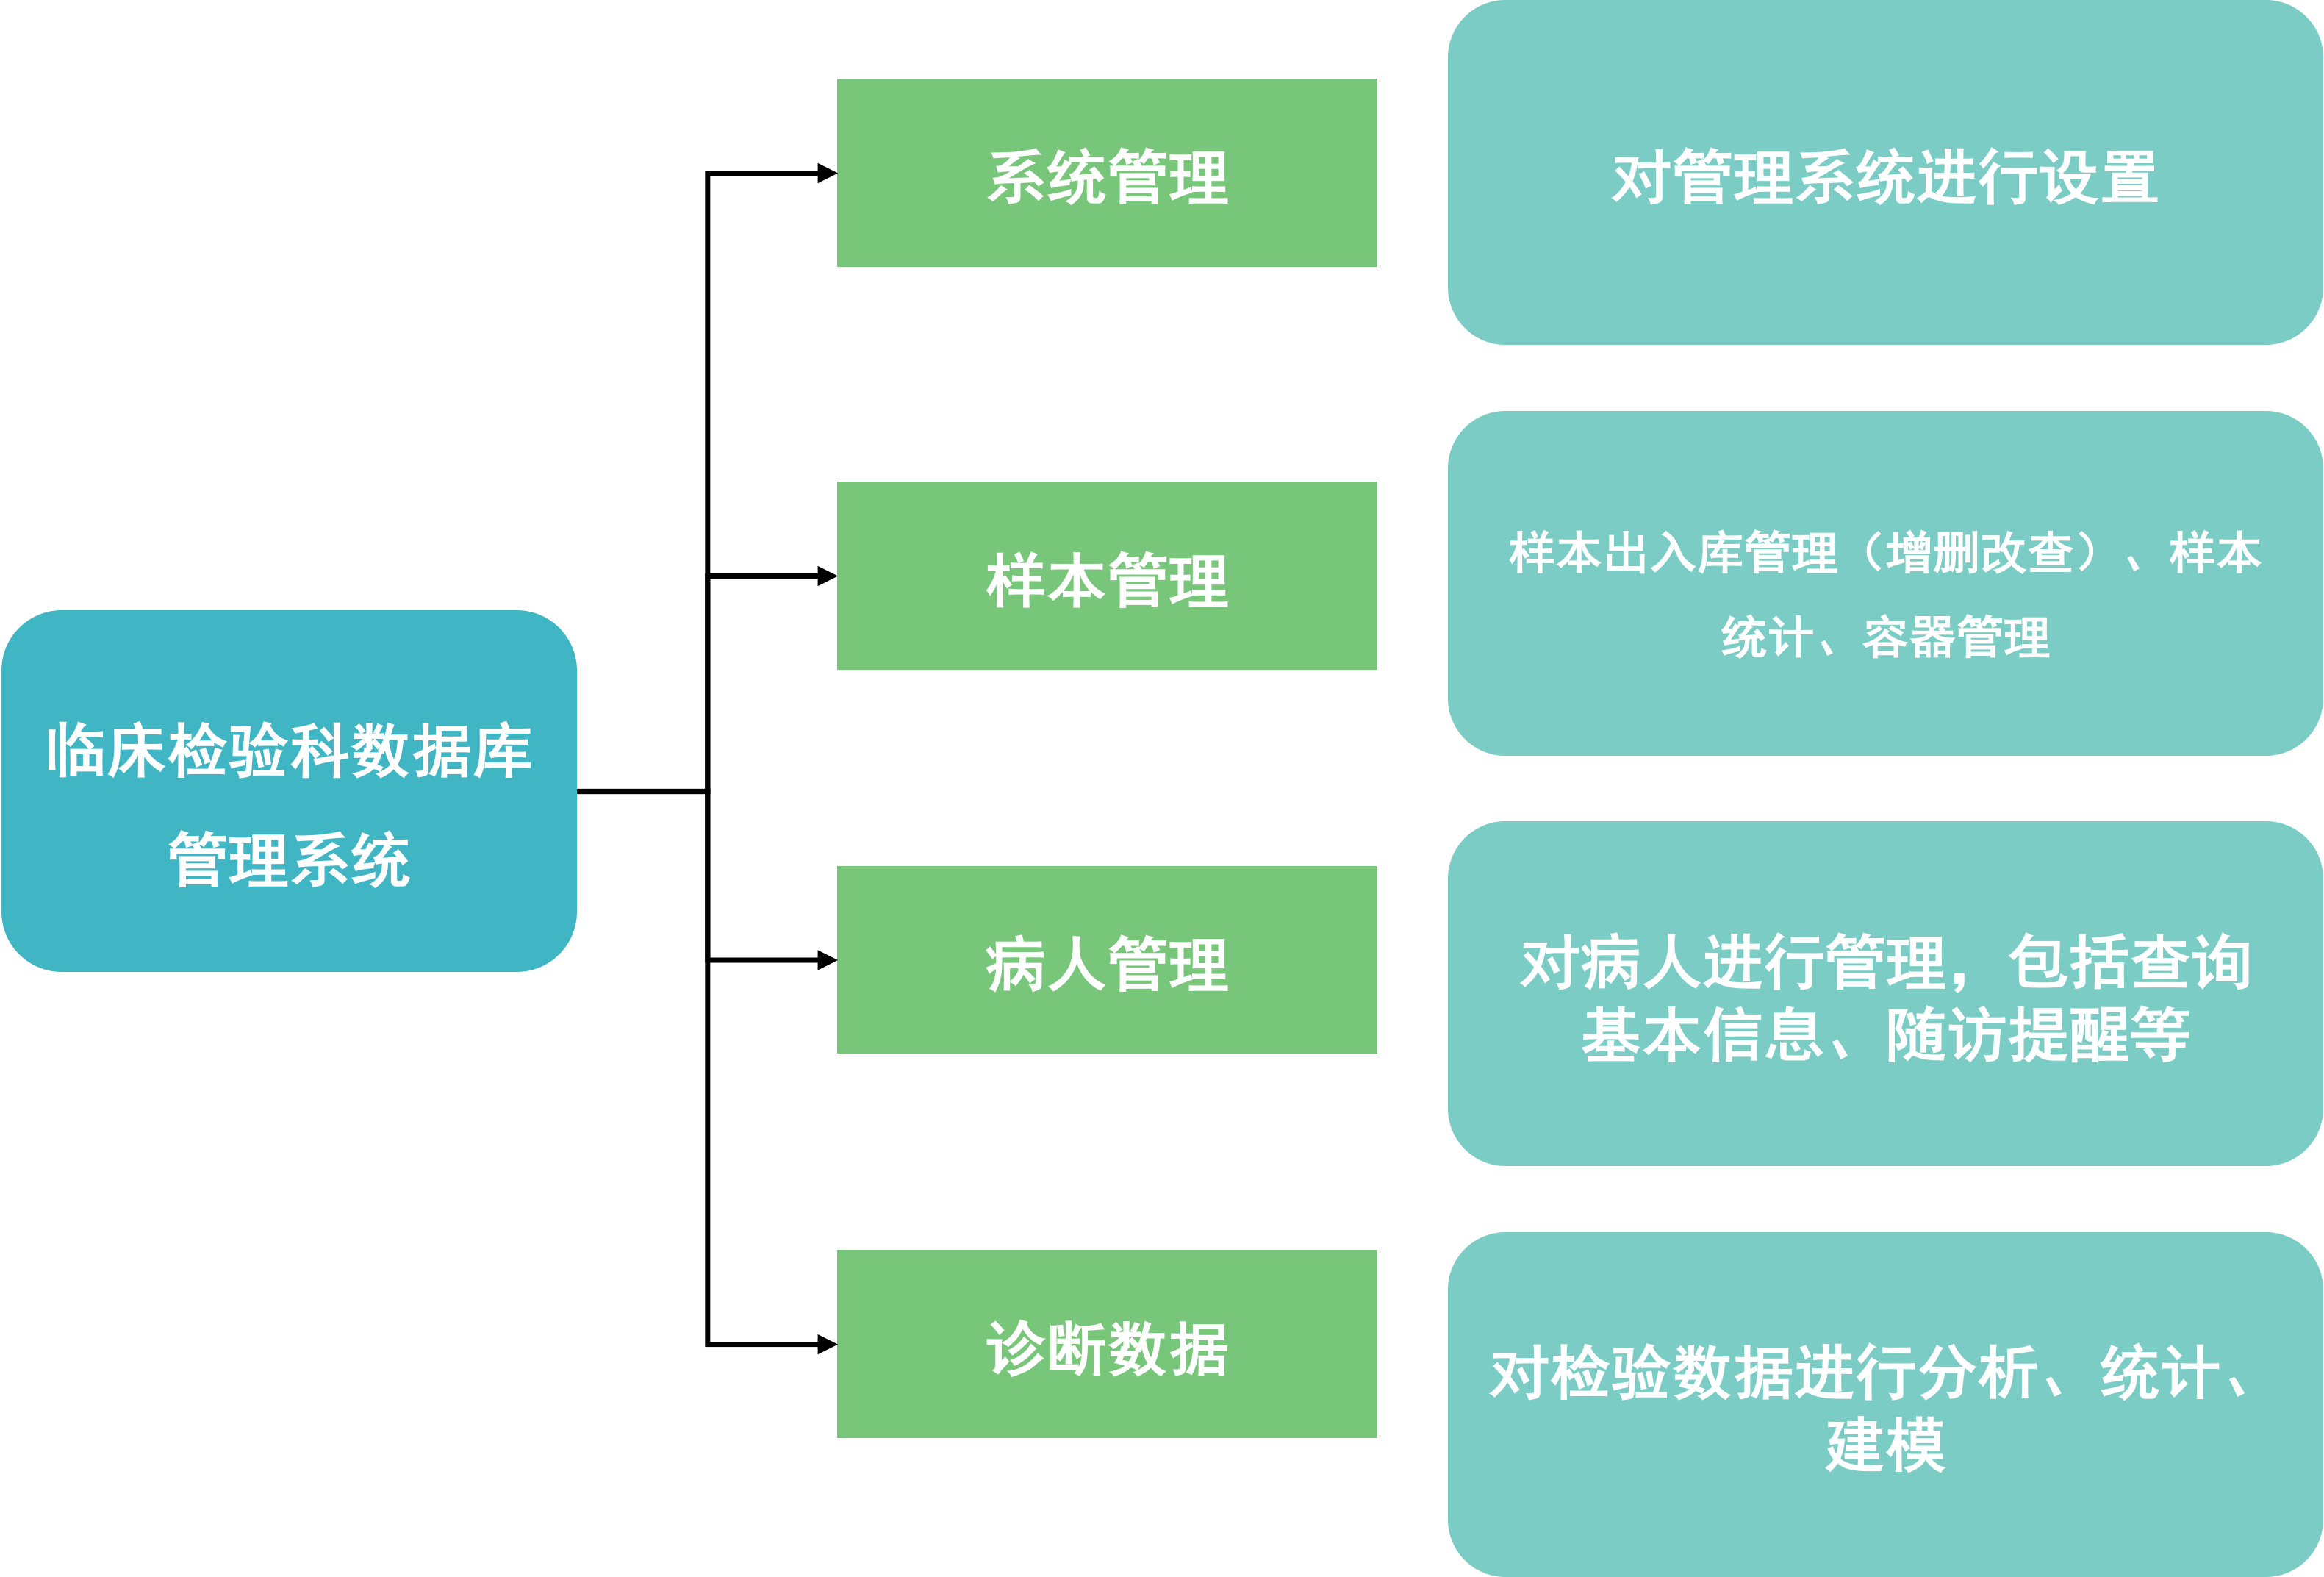 系统管理
对管理系统进行设置
样本管理
样本出入库管理（增删改查）、样本
统计、容器管理
临床检验科数据库
管理系统
病人管理
对病人进行管理，包括查询
基本信息、随访提醒等
诊断数据
对检验数据进行分析、统计、
建模